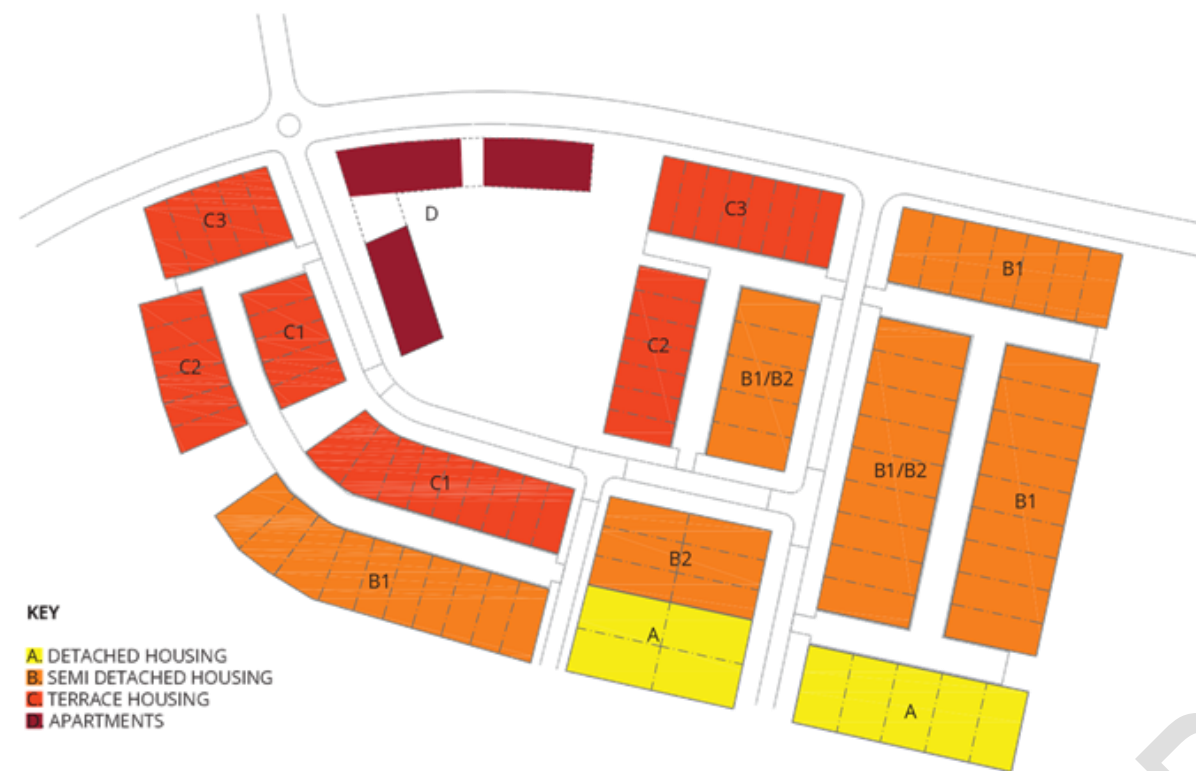 C3
D
C3
B1
C1
C2
C2
B1/B2
B1/B2
C1
B1
B2
B1
A
A
KEY
A. DETACHED HOUSING
B. SEMI DETACHED HOUSING
C. TERRACE HOUSING
D. APARTMENTS